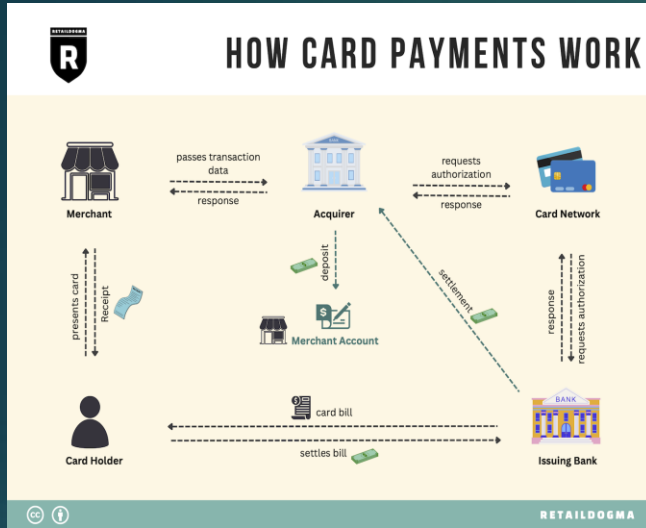 RETAILDOGMA
R
HOW CARD PAYMENTS WORK
passes transaction
data
response
requests
authorization
response
Merchant
Acquirer
Card Network
presents card
Receipt
deposit
settlement
response
requests authorization
$
Merchant Account
BANK
$
card bill
settles bill
Card Holder
Issuing Bank
cc
RETAILDOGMA